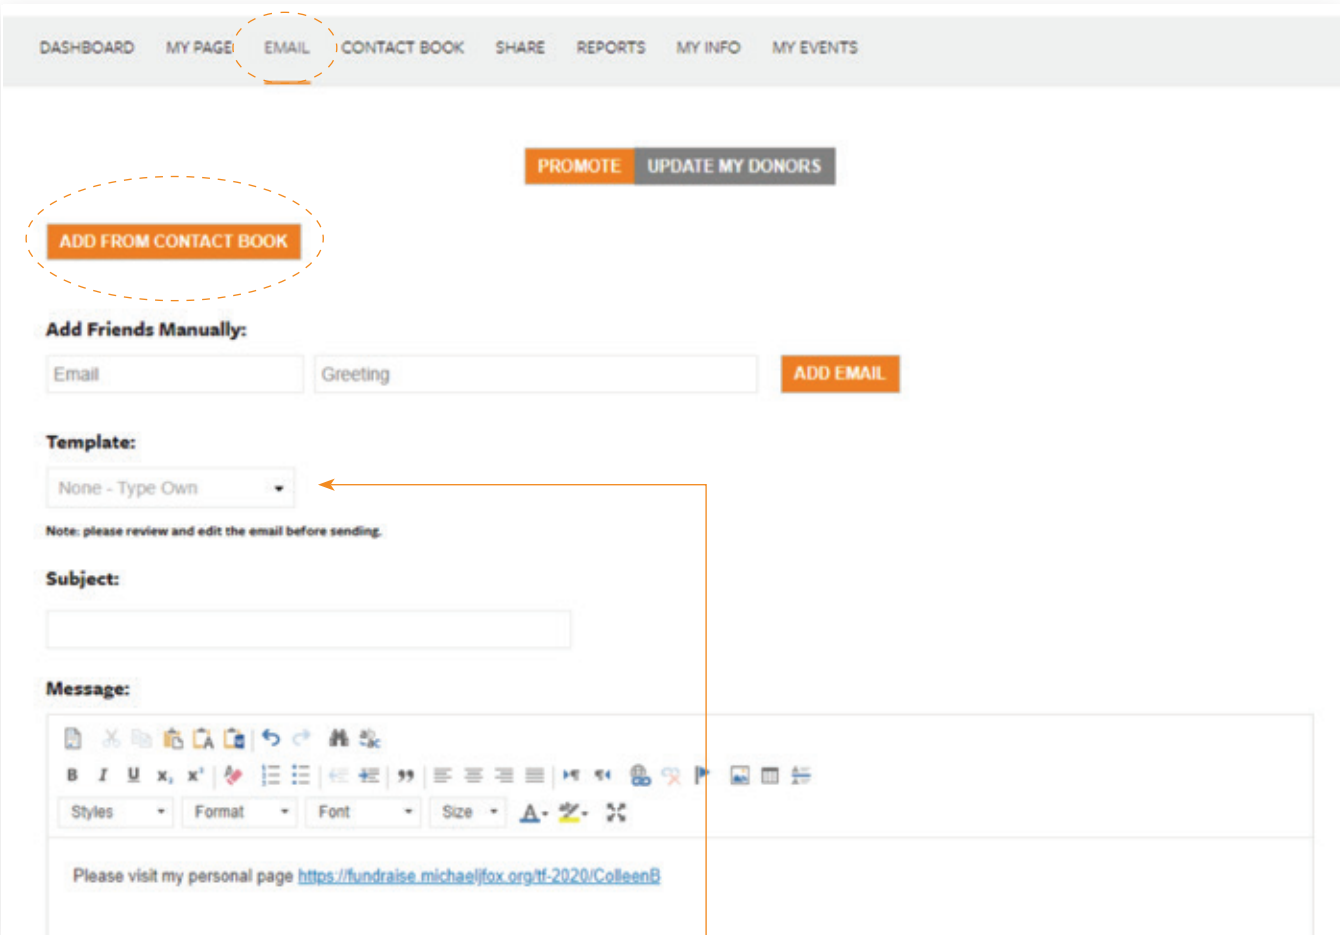 DASHBOARD MY PAGE EMAIL CONTACT BOOK SHARE REPORTS MY INFO MY EVENTS
PROMOTE UPDATE MY DONORS
ADD FROM CONTACT BOOK
Add Friends Manually:
Email Greeting ADD EMAIL
Template:
None - Type Own
Note: please review and edit the email before sending.
Subject:
Message:
B I U x, x'
Styles Format Font Size A
Please visit my personal page https://fundraise.michaeljfox.org/tf-2020/ColleenB